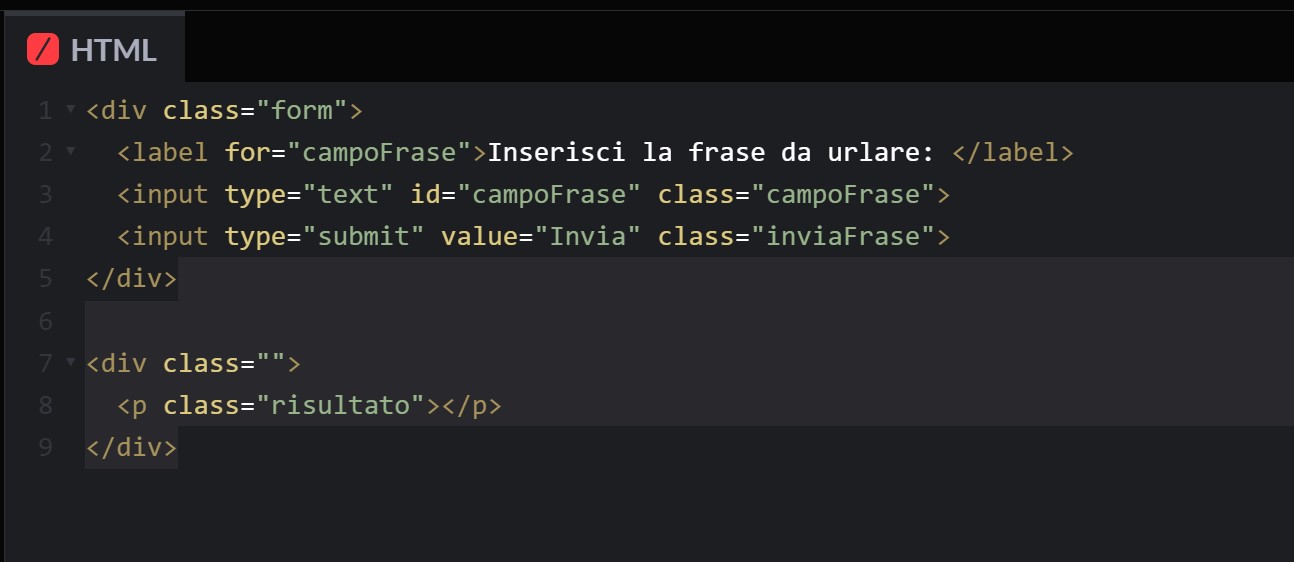 HTML
1 <div class="form">
2 <label for="campoFrase">Inserisci la frase da urlare: </label>
3 <input type="text" id="campoFrase" class="campoFrase">
4 <input type="submit" value="Invia" class="inviaFrase">
5 </div>
6
7 <div class="">
8 <p class="risultato"></p>
9 </div>